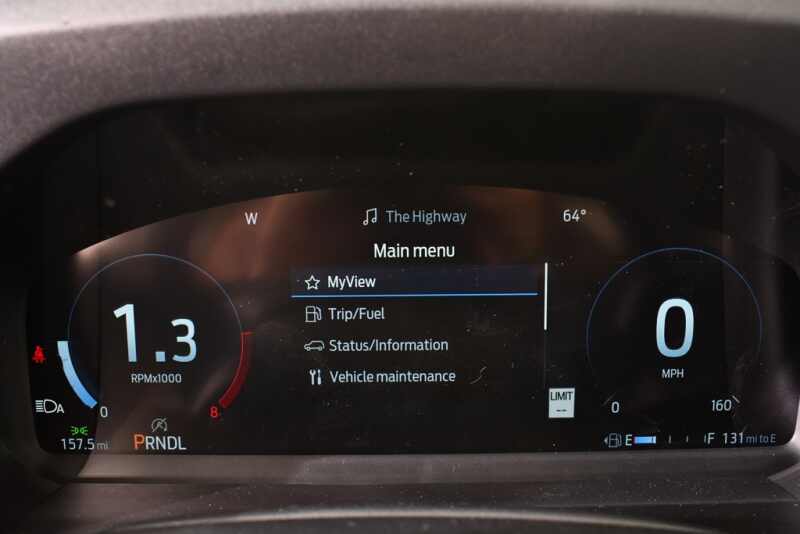 W
The Highway
64°
Main menu
MyView
Trip/Fuel
Status/Information
Vehicle maintenance
1.3
RPMx1000
0
8
A
157.5 mi
PRNDL
0
MPH
LIMIT
--
0
160
E
F
131 mi to E